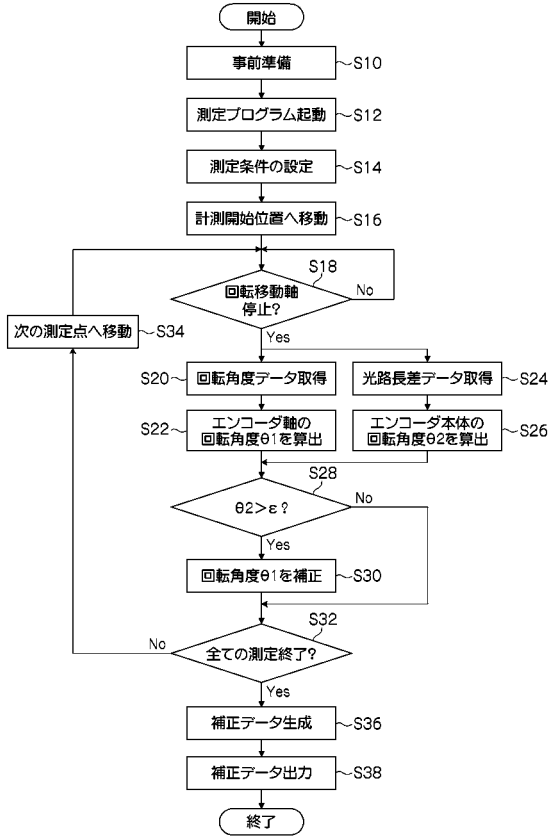 開始
事前準備
S10
測定プログラム起動
S12
測定条件の設定
S14
計測開始位置へ移動
S16
S18
回転移動軸
停止?
No
Yes
次の測定点へ移動
S34
S20
回転角度データ取得
光路長差データ取得
S24
S22
エンコーダ軸の
回転角度θ1を算出
エンコーダ本体の
回転角度θ2を算出
S26
S28
θ2>ε?
No
Yes
回転角度θ1を補正
S30
S32
全ての測定終了?
No
Yes
補正データ生成
S36
補正データ出力
S38
終了